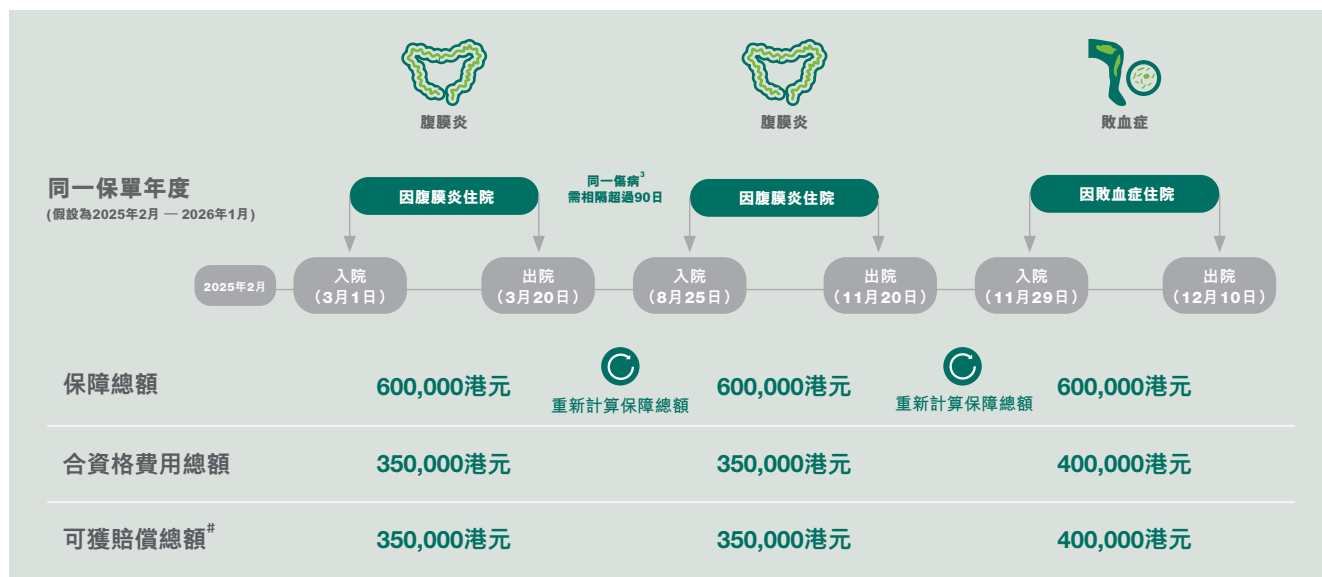 腹膜炎
腹膜炎
敗血症
同一保單年度
(假設為2025年2月 — 2026年1月)
因腹膜炎住院
同一傷病3
需相隔超過90日
因腹膜炎住院
因敗血症住院
2025年2月
入院
(3月1日)
出院
(3月20日)
入院
(8月25日)
出院
(11月20日)
入院
(11月29日)
出院
(12月10日)
保障總額
600,000港元
重新計算保障總額
600,000港元
重新計算保障總額
600,000港元
合資格費用總額
350,000港元
350,000港元
400,000港元
可獲賠償總額#
350,000港元
350,000港元
400,000港元